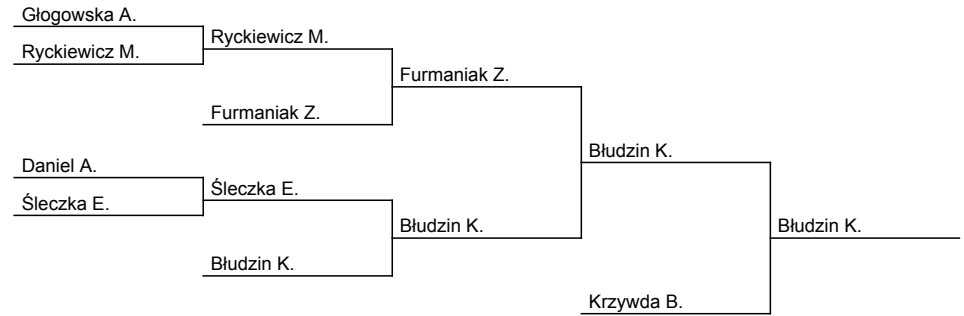 Głogowska A.
Ryckiewicz M.
Ryckiewicz M.
Furmaniak Z.
Furmaniak Z.
Daniel A.
Śleczka E.
Śleczka E.
Błudzin K.
Błudzin K.
Błudzin K.
Krzywda B.
Błudzin K.